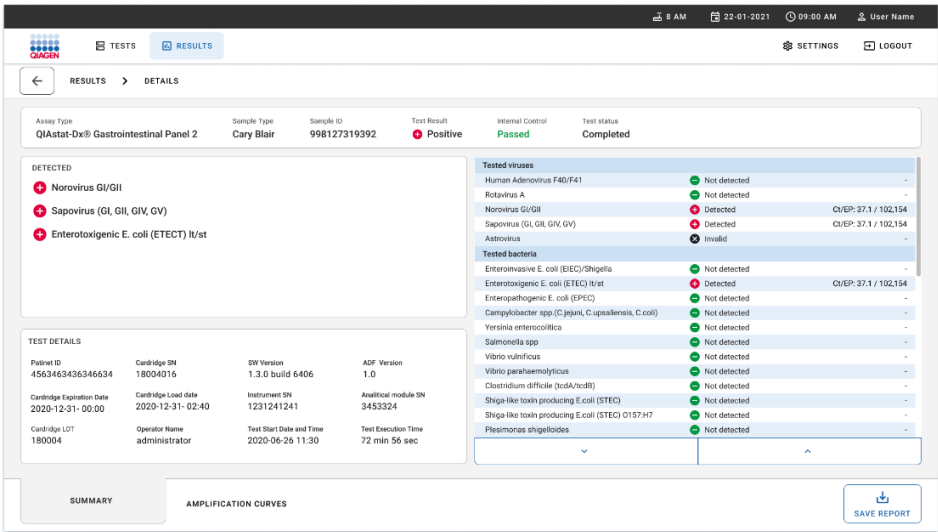 8 AM 22-01-2021 09:00 AM User Name
QIAGEN TESTS RESULTS SETTINGS LOGOUT
RESULTS > DETAILS
Assay Type Sample Type Sample ID Test Result Internal Control Test status
QIAstat-Dx® Gastrointestinal Panel 2 Cary Blair 998127319392 Positive Passed Completed
DETECTED
Norovirus GI/GII
Sapovirus (GI, GII, GIV, GV)
Enterotoxigenic E. coli (ETECT) lt/st
TEST DETAILS
Patinet ID Cardridge SN SW Version ADF Version
4563463436346634 18004016 1.3.0 build 6406 1.0
Cardridge Expiration Date Cardridge Load date Instrument SN Analitical module SN
2020-12-31- 00:00 2020-12-31- 02:40 1231241241 3453324
Cardridge LOT Operator Name Test Start Date and Time Test Execution Time
180004 administrator 2020-06-26 11:30 72 min 56 sec
Tested viruses
Human Adenovirus F40/F41 Not detected -
Rotavirus A Not detected -
Norovirus GI/GII Detected Ct/EP: 37.1 / 102,154
Sapovirus (GI, GII, GIV, GV) Detected Ct/EP: 37.1 / 102,154
Astrovirus Invalid -
Tested bacteria
Enteroinvasive E. coli (EIEC)/Shigella Not detected -
Enterotoxigenic E. coli (ETEC) lt/st Detected Ct/EP: 37.1 / 102,154
Enteropathogenic E. coli (EPEC) Not detected -
Campylobacter spp.(C.jejuni, C.upsaliensis, C.coli) Not detected -
Yersinia enterocolitica Not detected -
Salmonella spp Not detected -
Vibrio vulnificus Not detected -
Vibrio parahaemolyticus Not detected -
Clostridium difficile (tcdA/tcdB) Not detected -
Shiga-like toxin producing E.coli (STEC) Not detected -
Shiga-like toxin producing E.coli (STEC) O157:H7 Not detected -
Plesimonas shigelloides Not detected -
SUMMARY AMPLIFICATION CURVES SAVE REPORT